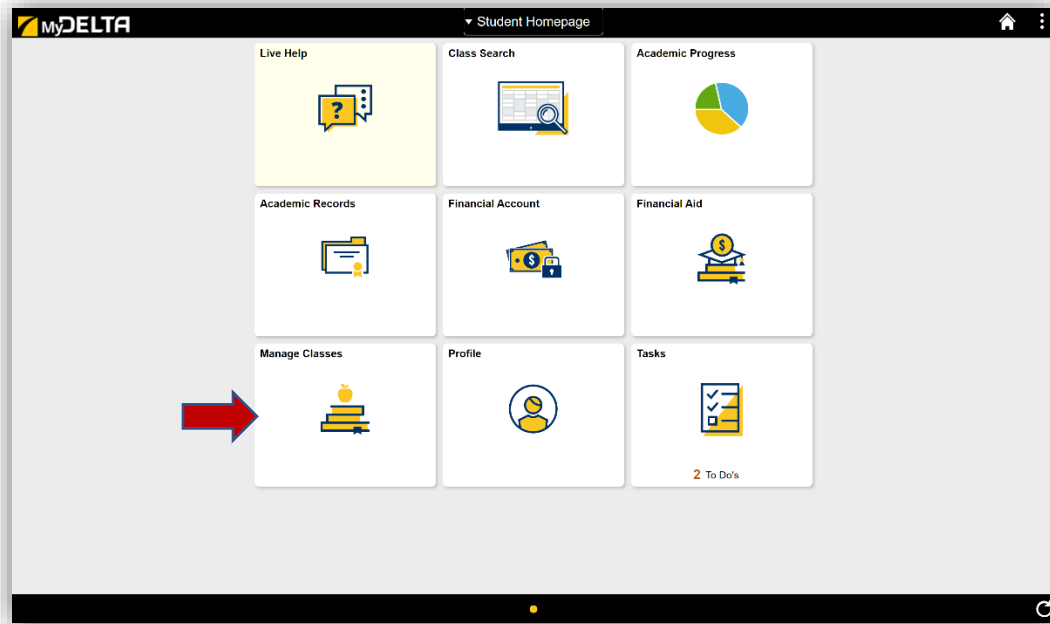 MyDELTA
Student Homepage
Live Help
Class Search
Academic Progress
?
Academic Records
Financial Account
Financial Aid
$
$
Manage Classes
Profile
Tasks
2 To Do's